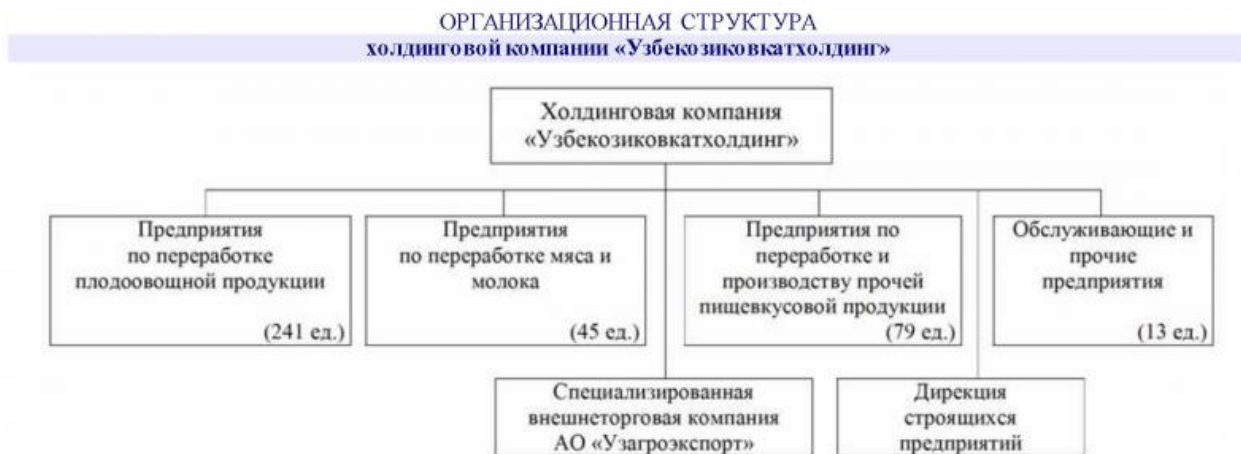 ОРГАНИЗАЦИОННАЯ СТРУКТУРА
холдинговой компании «Узбекозиковкатхолдинг»
Холдинговая компания
«Узбекозиковкатхолдинг»
Предприятия
по переработке
плодоовощной продукции
(241 ед.)
Предприятия
по переработке мяса и
молока
(45 ед.)
Предприятия по
переработке и
производству прочей
пищевкусовой продукции
(79 ед.)
Обслуживающие и
прочие
предприятия
(13 ед.)
Специализированная
внешнеторговая компания
АО «Узагроэкспорт»
Дирекция
строящихся
предприятий